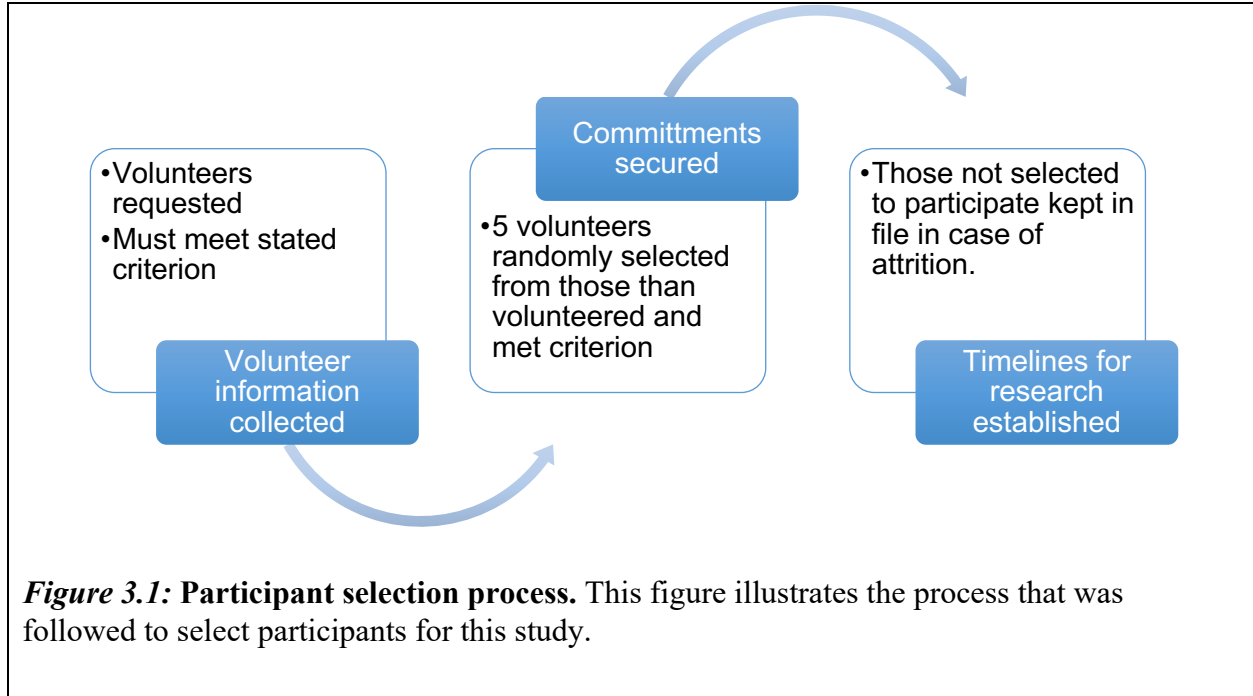 •Volunteers
requested
•Must meet stated
criterion
Volunteer
information
collected
Committments
secured
•5 volunteers
randomly selected
from those than
volunteered and
met criterion
•Those not selected
to participate kept in
file in case of
attrition.
Timelines for
research
established
Figure 3.1: Participant selection process. This figure illustrates the process that was
followed to select participants for this study.